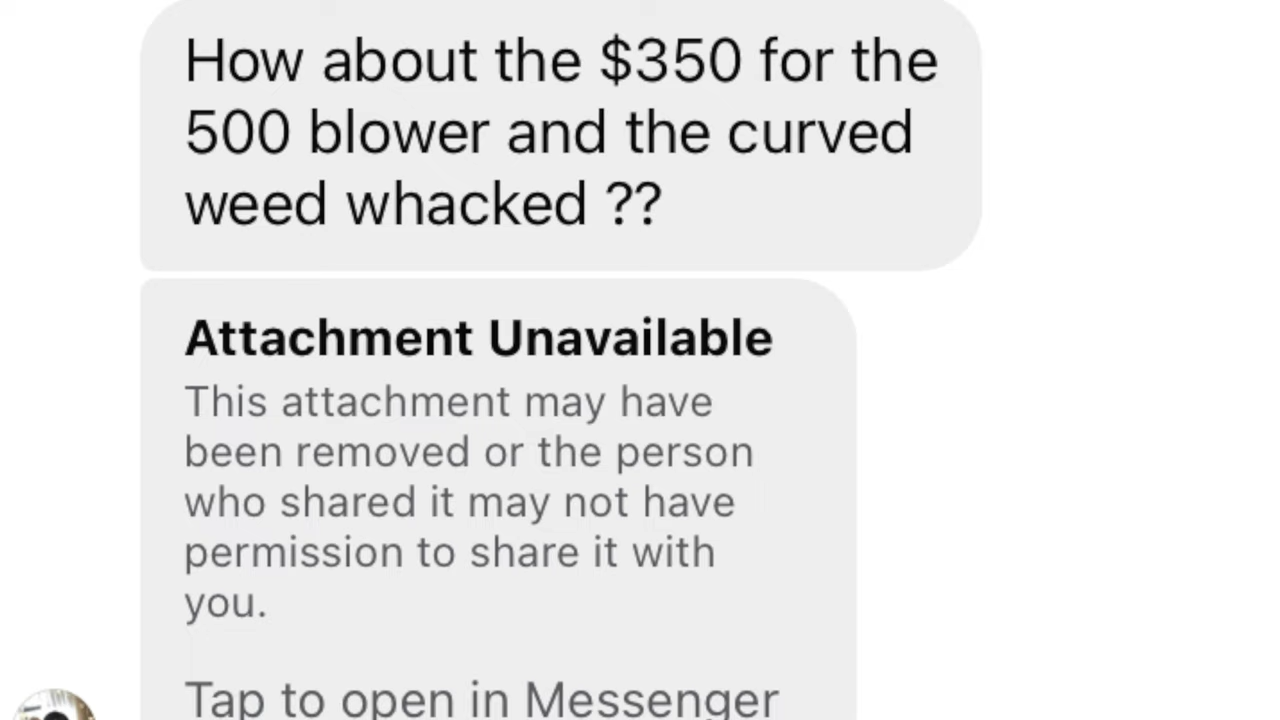 How about the $350 for the
500 blower and the curved
weed whacked ??
Attachment Unavailable
This attachment may have
been removed or the person
who shared it may not have
permission to share it with
you.
Tap to open in Messenger